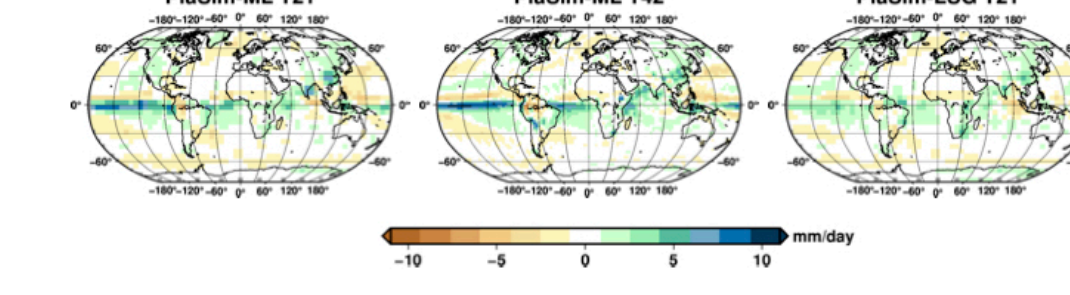 PlaSim-ML T21 PlaSim-ML T42 PlaSim-LSG T21
−180°−120°−60° 0° 60° 120° 180° −180°−120°−60° 0° 60° 120° 180° −180°−120°−60° 0° 60° 120° 180°
60° 60° 60° 60° 60° 60°
0° 0° 0° 0° 0°
−60° −60° −60° −60° −60° −60°
−180°−120°−60° 0° 60° 120° 180° −180°−120°−60° 0° 60° 120° 180° −180°−120°−60° 0° 60° 120° 180°
mm/day
−10 −5 0 5 10